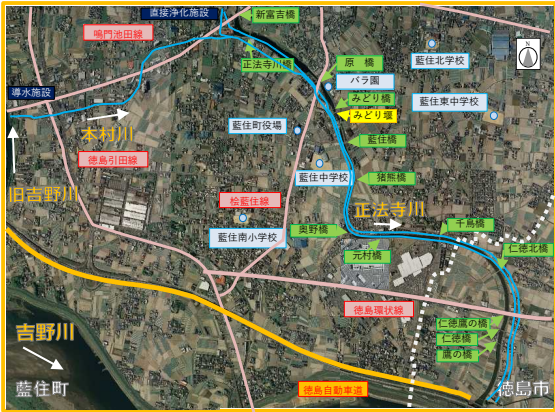 直接浄化施設
新富吉橋
鳴門池田線
正法寺川橋
原　橋
藍住北学校
N
導水施設
バラ園
みどり橋
藍住東中学校
みどり堰
本村川
藍住町役場
藍住橋
徳島引田線
藍住中学校
猪熊橋
旧吉野川
桧藍住線
正法寺川
千鳥橋
藍住南小学校
奥野橋
仁徳北橋
元村橋
徳島環状線
吉野川
仁徳鷹の橋
仁徳橋
鷹の橋
藍住町
徳島自動車道
徳島市